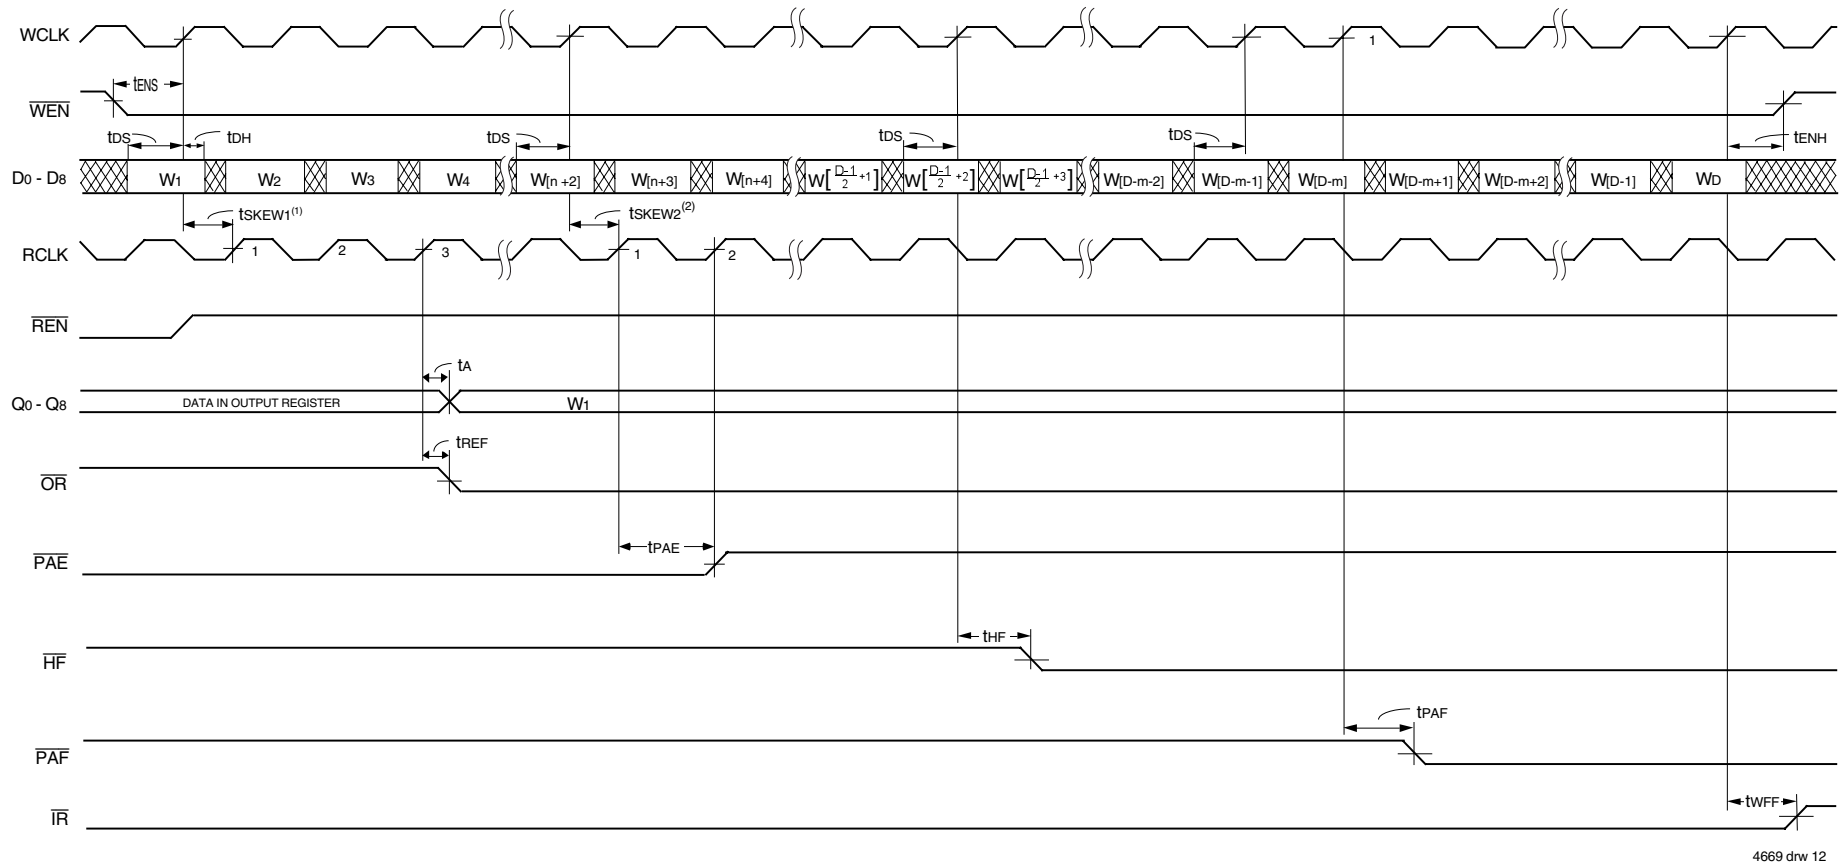 WCLK
1
tENS
WEN
tDS
tDH
tDS
tDS
tDS
tENH
D0 - D8
W1
W2
W3
W4
W[n +2]
W[n+3]
W[n+4]
W[D-1/2 +1]
W[D-1/2 +2]
W[D-1/2 +3]
W[D-m-2]
W[D-m-1]
W[D-m]
W[D-m+1]
W[D-m+2]
W[D-1]
WD
tSKEW1(1)
tSKEW2(2)
RCLK
1
2
3
1
2
REN
tA
Q0 - Q8
DATA IN OUTPUT REGISTER
W1
tREF
OR
tPAE
PAE
tHF
HF
tPAF
PAF
tWFF
IR
4669 drw 12